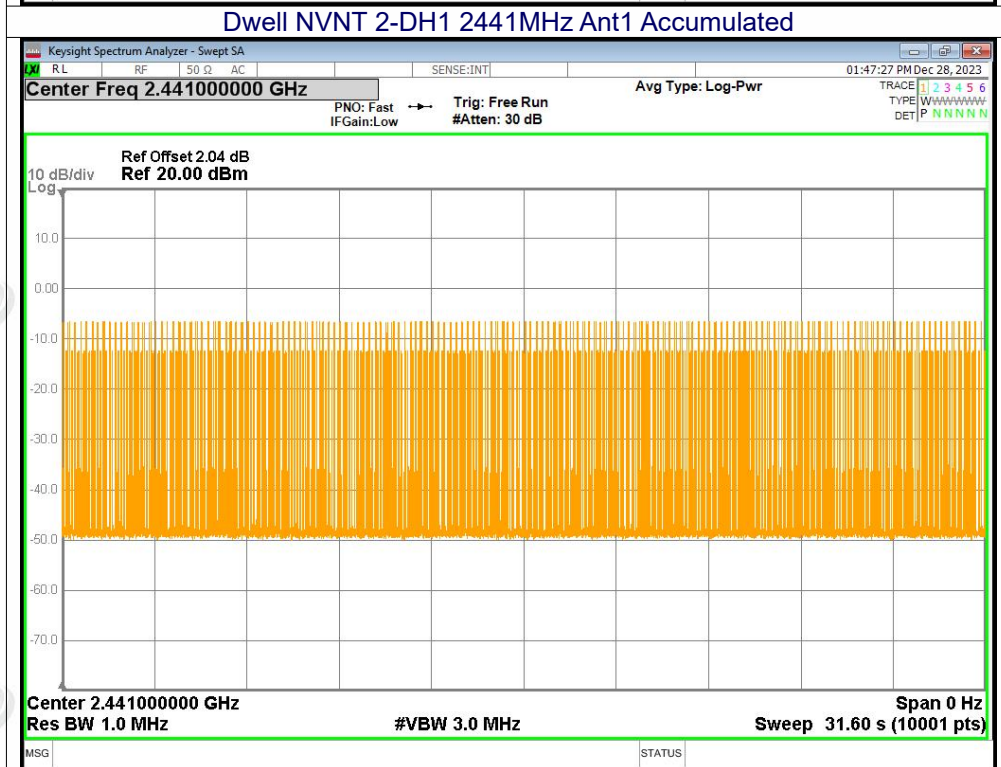 Dwell NVNT 2-DH1 2441MHz Ant1 Accumulated
Keysight Spectrum Analyzer - Swept SA
LXI RL RF 50 Ω AC SENSE:INT 01:47:27 PM Dec 28, 2023
Center Freq 2.441000000 GHz
PNO: Fast
IFGain:Low
Trig: Free Run
#Atten: 30 dB
Avg Type: Log-Pwr
TRACE 1 2 3 4 5 6
TYPE WWWWWWW
DET P N N N N N
Ref Offset 2.04 dB
10 dB/div Ref 20.00 dBm
Log
10.0
0.00
-10.0
-20.0
-30.0
-40.0
-50.0
-60.0
-70.0
Center 2.441000000 GHz Span 0 Hz
Res BW 1.0 MHz #VBW 3.0 MHz Sweep 31.60 s (10001 pts)
MSG STATUS